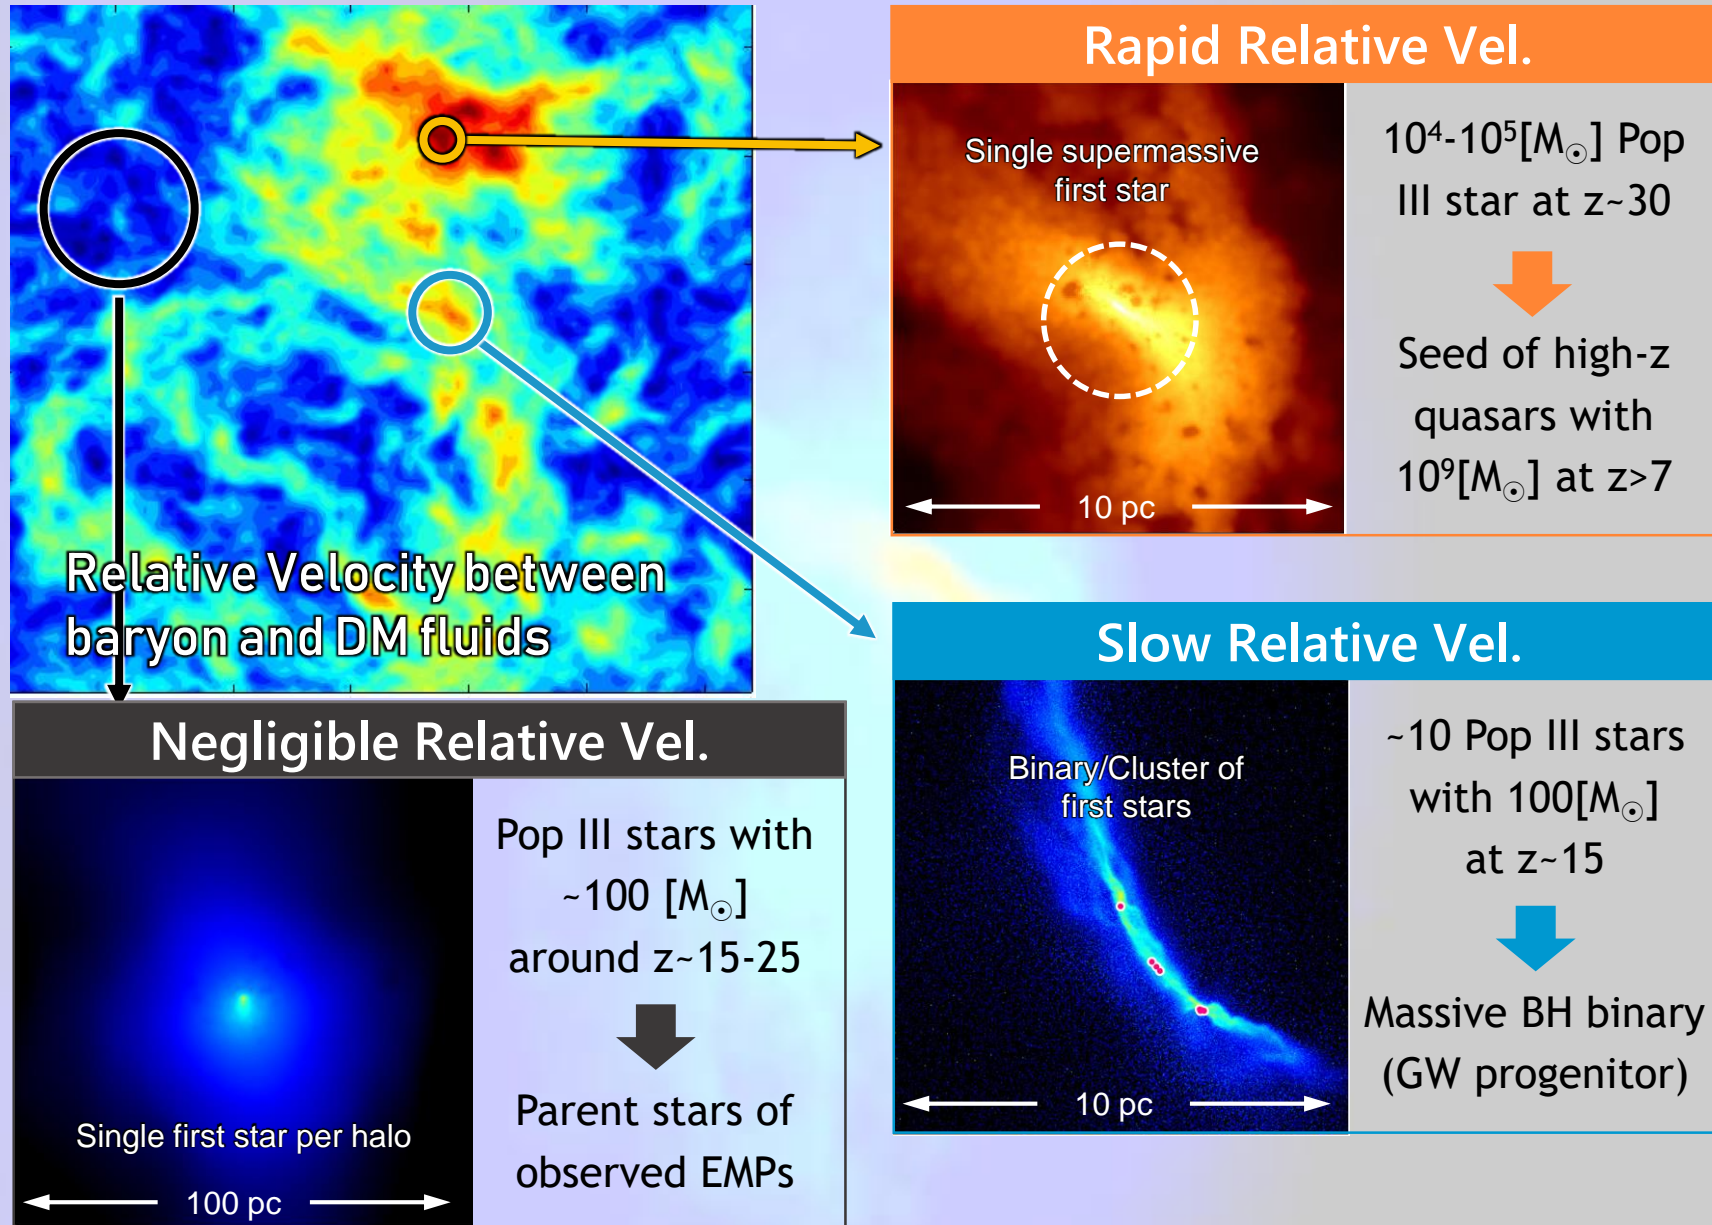 Relative Velocity between
baryon and DM fluids
Rapid Relative Vel.
Single supermassive
first star
10 pc
10⁴-10⁵[M☉] Pop
III star at z~30
Seed of high-z
quasars with
10⁹[M☉] at z>7
Negligible Relative Vel.
Single first star per halo
100 pc
Pop III stars with
~100 [M☉]
around z~15-25
Parent stars of
observed EMPs
Slow Relative Vel.
Binary/Cluster of
first stars
10 pc
~10 Pop III stars
with 100[M☉]
at z~15
Massive BH binary
(GW progenitor)